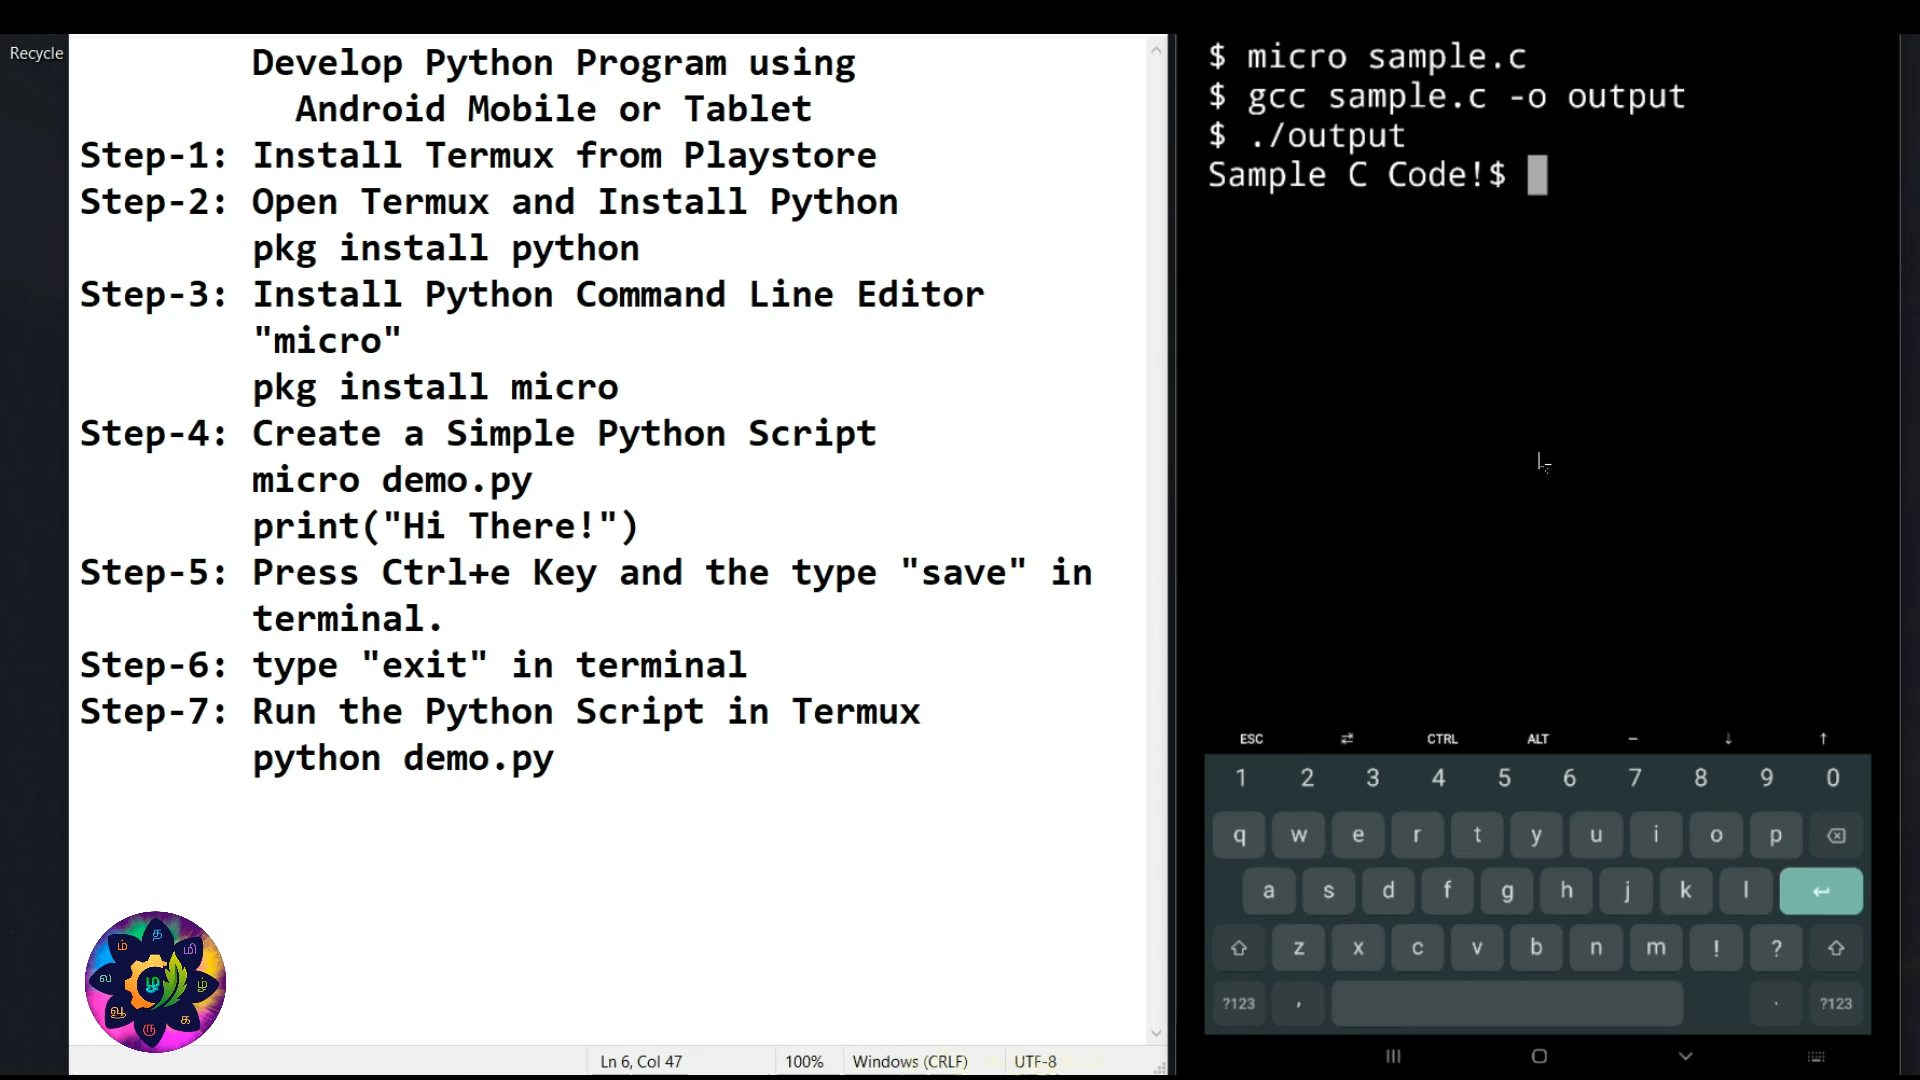 Recycle
Develop Python Program using
Android Mobile or Tablet
Step-1: Install Termux from Playstore
Step-2: Open Termux and Install Python
pkg install python
Step-3: Install Python Command Line Editor
"micro"
pkg install micro
Step-4: Create a Simple Python Script
micro demo.py
print("Hi There!")
Step-5: Press Ctrl+e Key and the type "save" in
terminal.
Step-6: type "exit" in terminal
Step-7: Run the Python Script in Termux
python demo.py
த
மி
ழ்
க
ரு
வூ
ல
ம்
ழ
Ln 6, Col 47 100% Windows (CRLF) UTF-8
$ micro sample.c
$ gcc sample.c -o output
$ ./output
Sample C Code!$
ESC ⇄ CTRL ALT – ↓ ↑
1 2 3 4 5 6 7 8 9 0
q w e r t y u i o p
a s d f g h j k l
z x c v b n m ! ?
?123 , . ?123